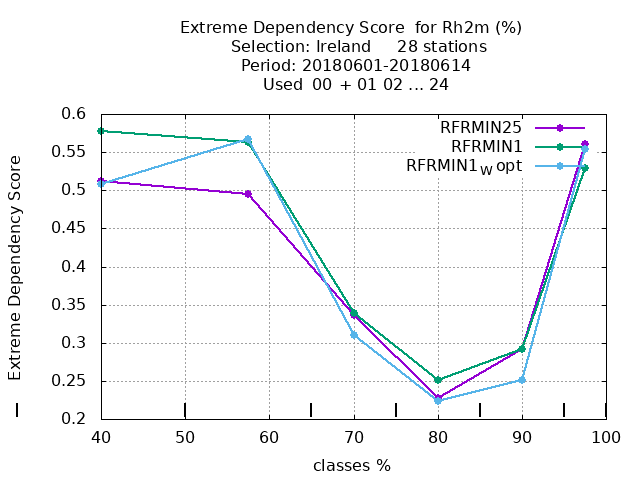 Extreme Dependency Score for Rh2m (%)
Selection: Ireland 28 stations
Period: 20180601-20180614
Used 00 + 01 02 ... 24
Extreme Dependency Score
0.6
0.55
0.5
0.45
0.4
0.35
0.3
0.25
0.2
RFRMIN25
RFRMIN1
RFRMIN1W opt
40 50 60 70 80 90 100
classes %